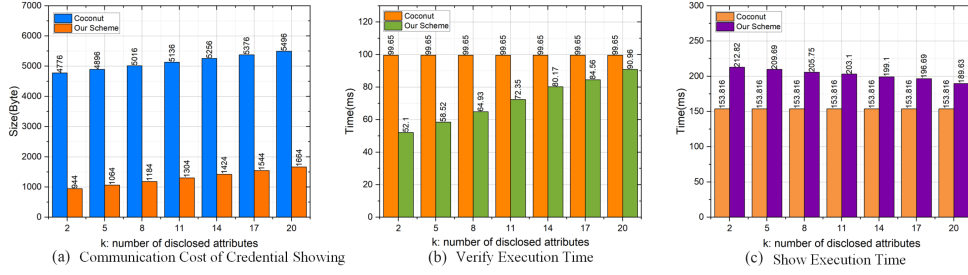 Coconut
Our Scheme
Size(Byte)
7000
6000
5000
4000
3000
2000
1000
0
4776
4896
5016
5136
5256
5376
5496
944
1064
1184
1304
1424
1544
1664
2 5 8 11 14 17 20
k: number of disclosed attributes
(a) Communication Cost of Credential Showing
Coconut
Our Scheme
Time(ms)
120
100
80
60
40
20
0
99.65 99.65 99.65 99.65 99.65 99.65 99.65
52.1
58.52
64.93
72.35
80.17
84.56
90.96
2 5 8 11 14 17 20
k: number of disclosed attributes
(b) Verify Execution Time
Coconut
Our Scheme
Time(ms)
300
250
200
150
100
50
0
153.816 153.816 153.816 153.816 153.816 153.816 153.816
212.82
209.69
205.75
203.1
199.1
196.69
189.63
2 5 8 11 14 17 20
k: number of disclosed attributes
(c) Show Execution Time